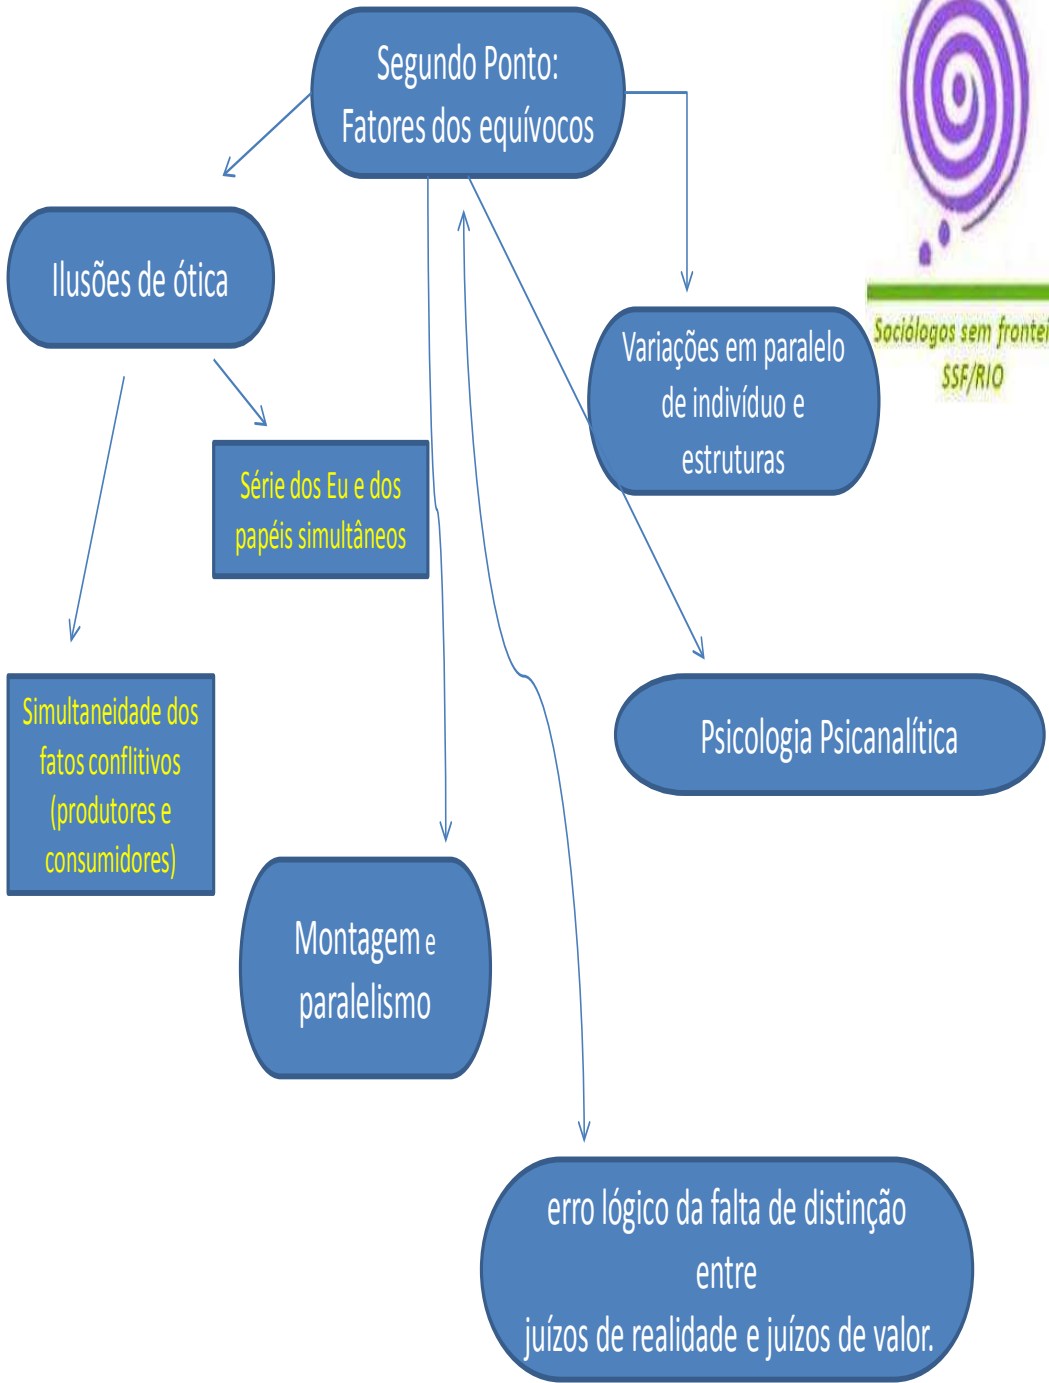 Segundo Ponto:
Fatores dos equívocos
Ilusões de ótica
Variações em paralelo
de indivíduo e
estruturas
Sociólogos sem frontei
SSF/RIO
Série dos Eu e dos
papéis simultâneos
Simultaneidade dos
fatos conflitivos
(produtores e
consumidores)
Psicologia Psicanalítica
Montagem e
paralelismo
erro lógico da falta de distinção
entre
juízos de realidade e juízos de valor.